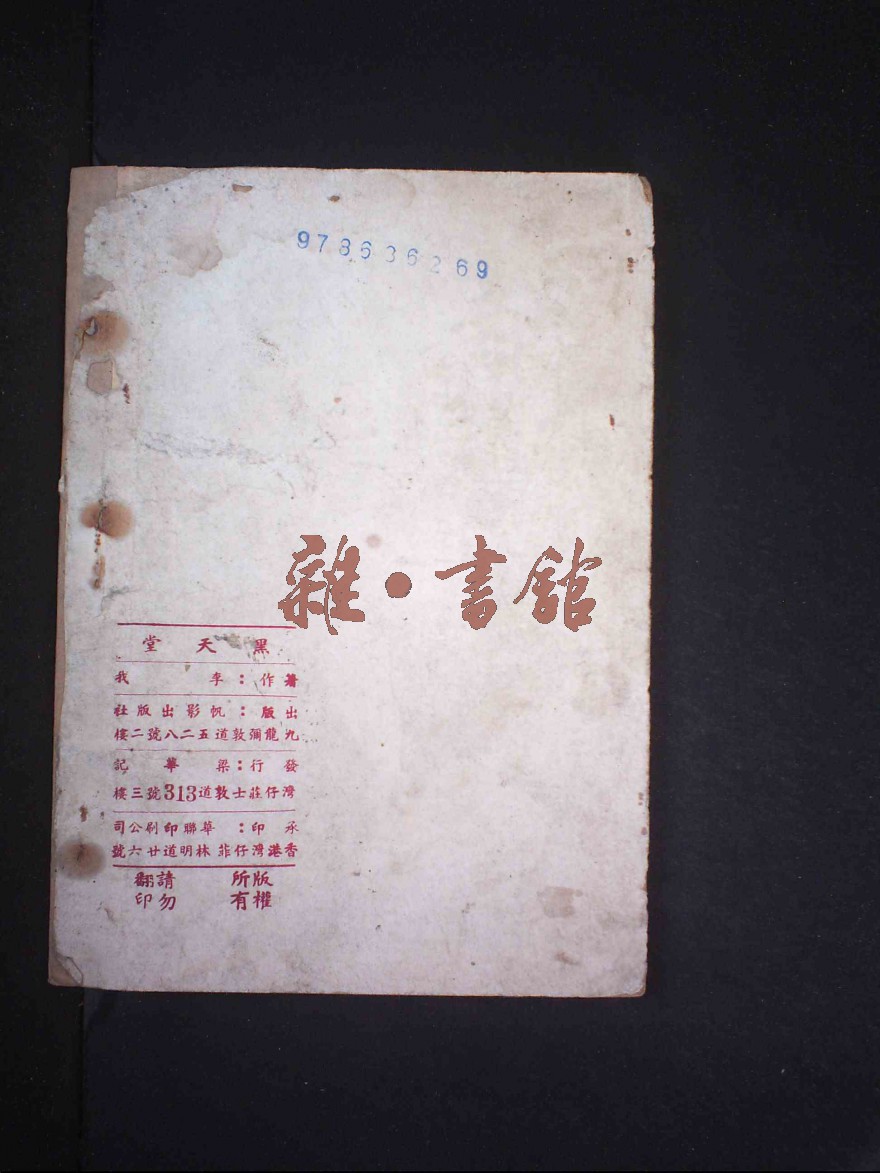 973636269
雜·書館
黑天堂
著作：李我
出版：帆影出版社
九龍彌敦道五二八號二樓
發行：梁華記
灣仔莊士敦道313號三樓
承印：華聯印刷公司
香港灣仔菲林明道廿六號
版權所有
請勿翻印